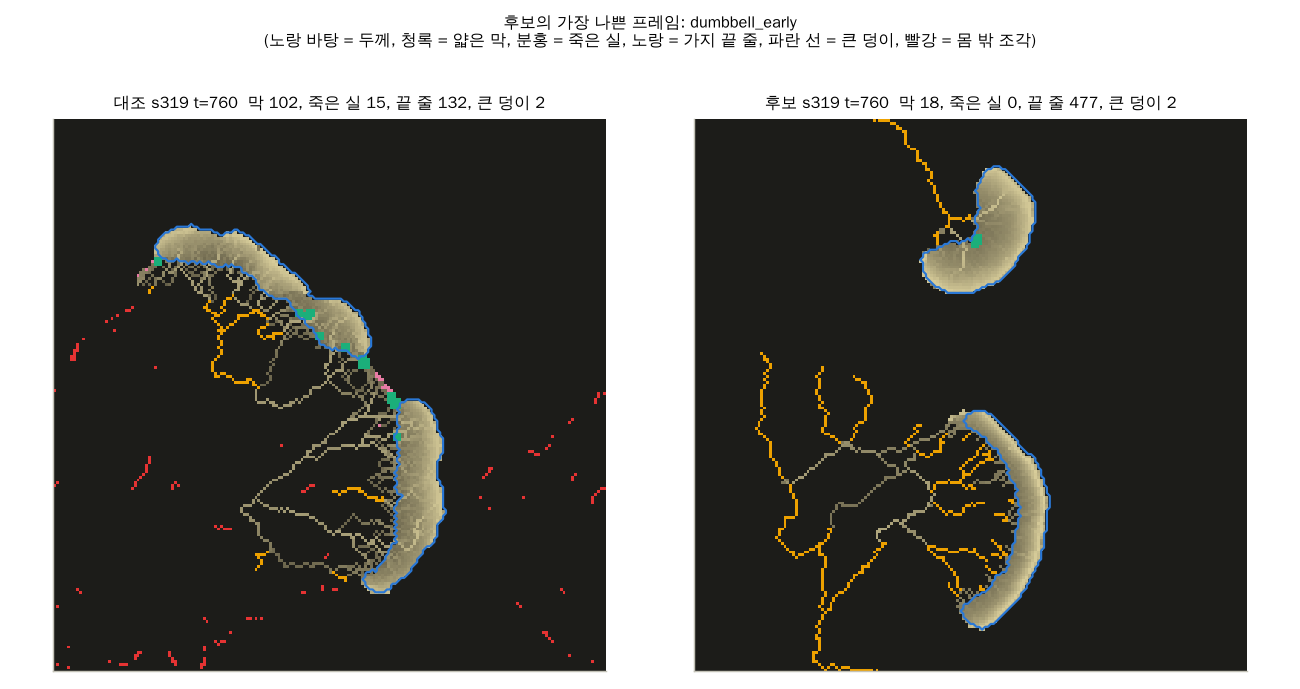 후보의 가장 나쁜 프레임: dumbbell_early
(노랑 바탕 = 두께, 청록 = 얇은 막, 분홍 = 죽은 실, 노랑 = 가지 끝 줄, 파란 선 = 큰 덩이, 빨강 = 몸 밖 조각)
대조 s319 t=760  막 102, 죽은 실 15, 끝 줄 132, 큰 덩이 2
후보 s319 t=760  막 18, 죽은 실 0, 끝 줄 477, 큰 덩이 2